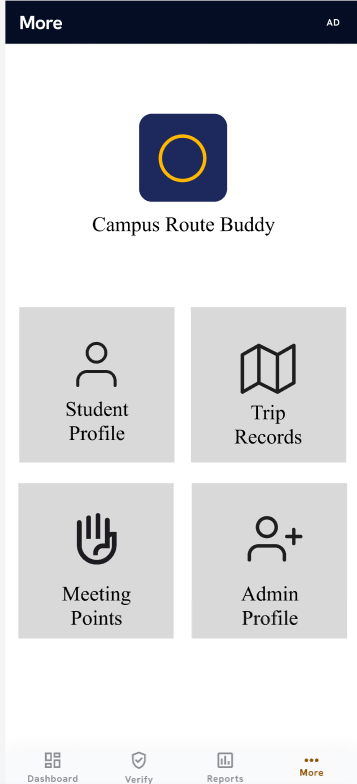 More
AD
Campus Route Buddy
Student
Profile
Trip
Records
Meeting
Points
Admin
Profile
Dashboard
Verify
Reports
More